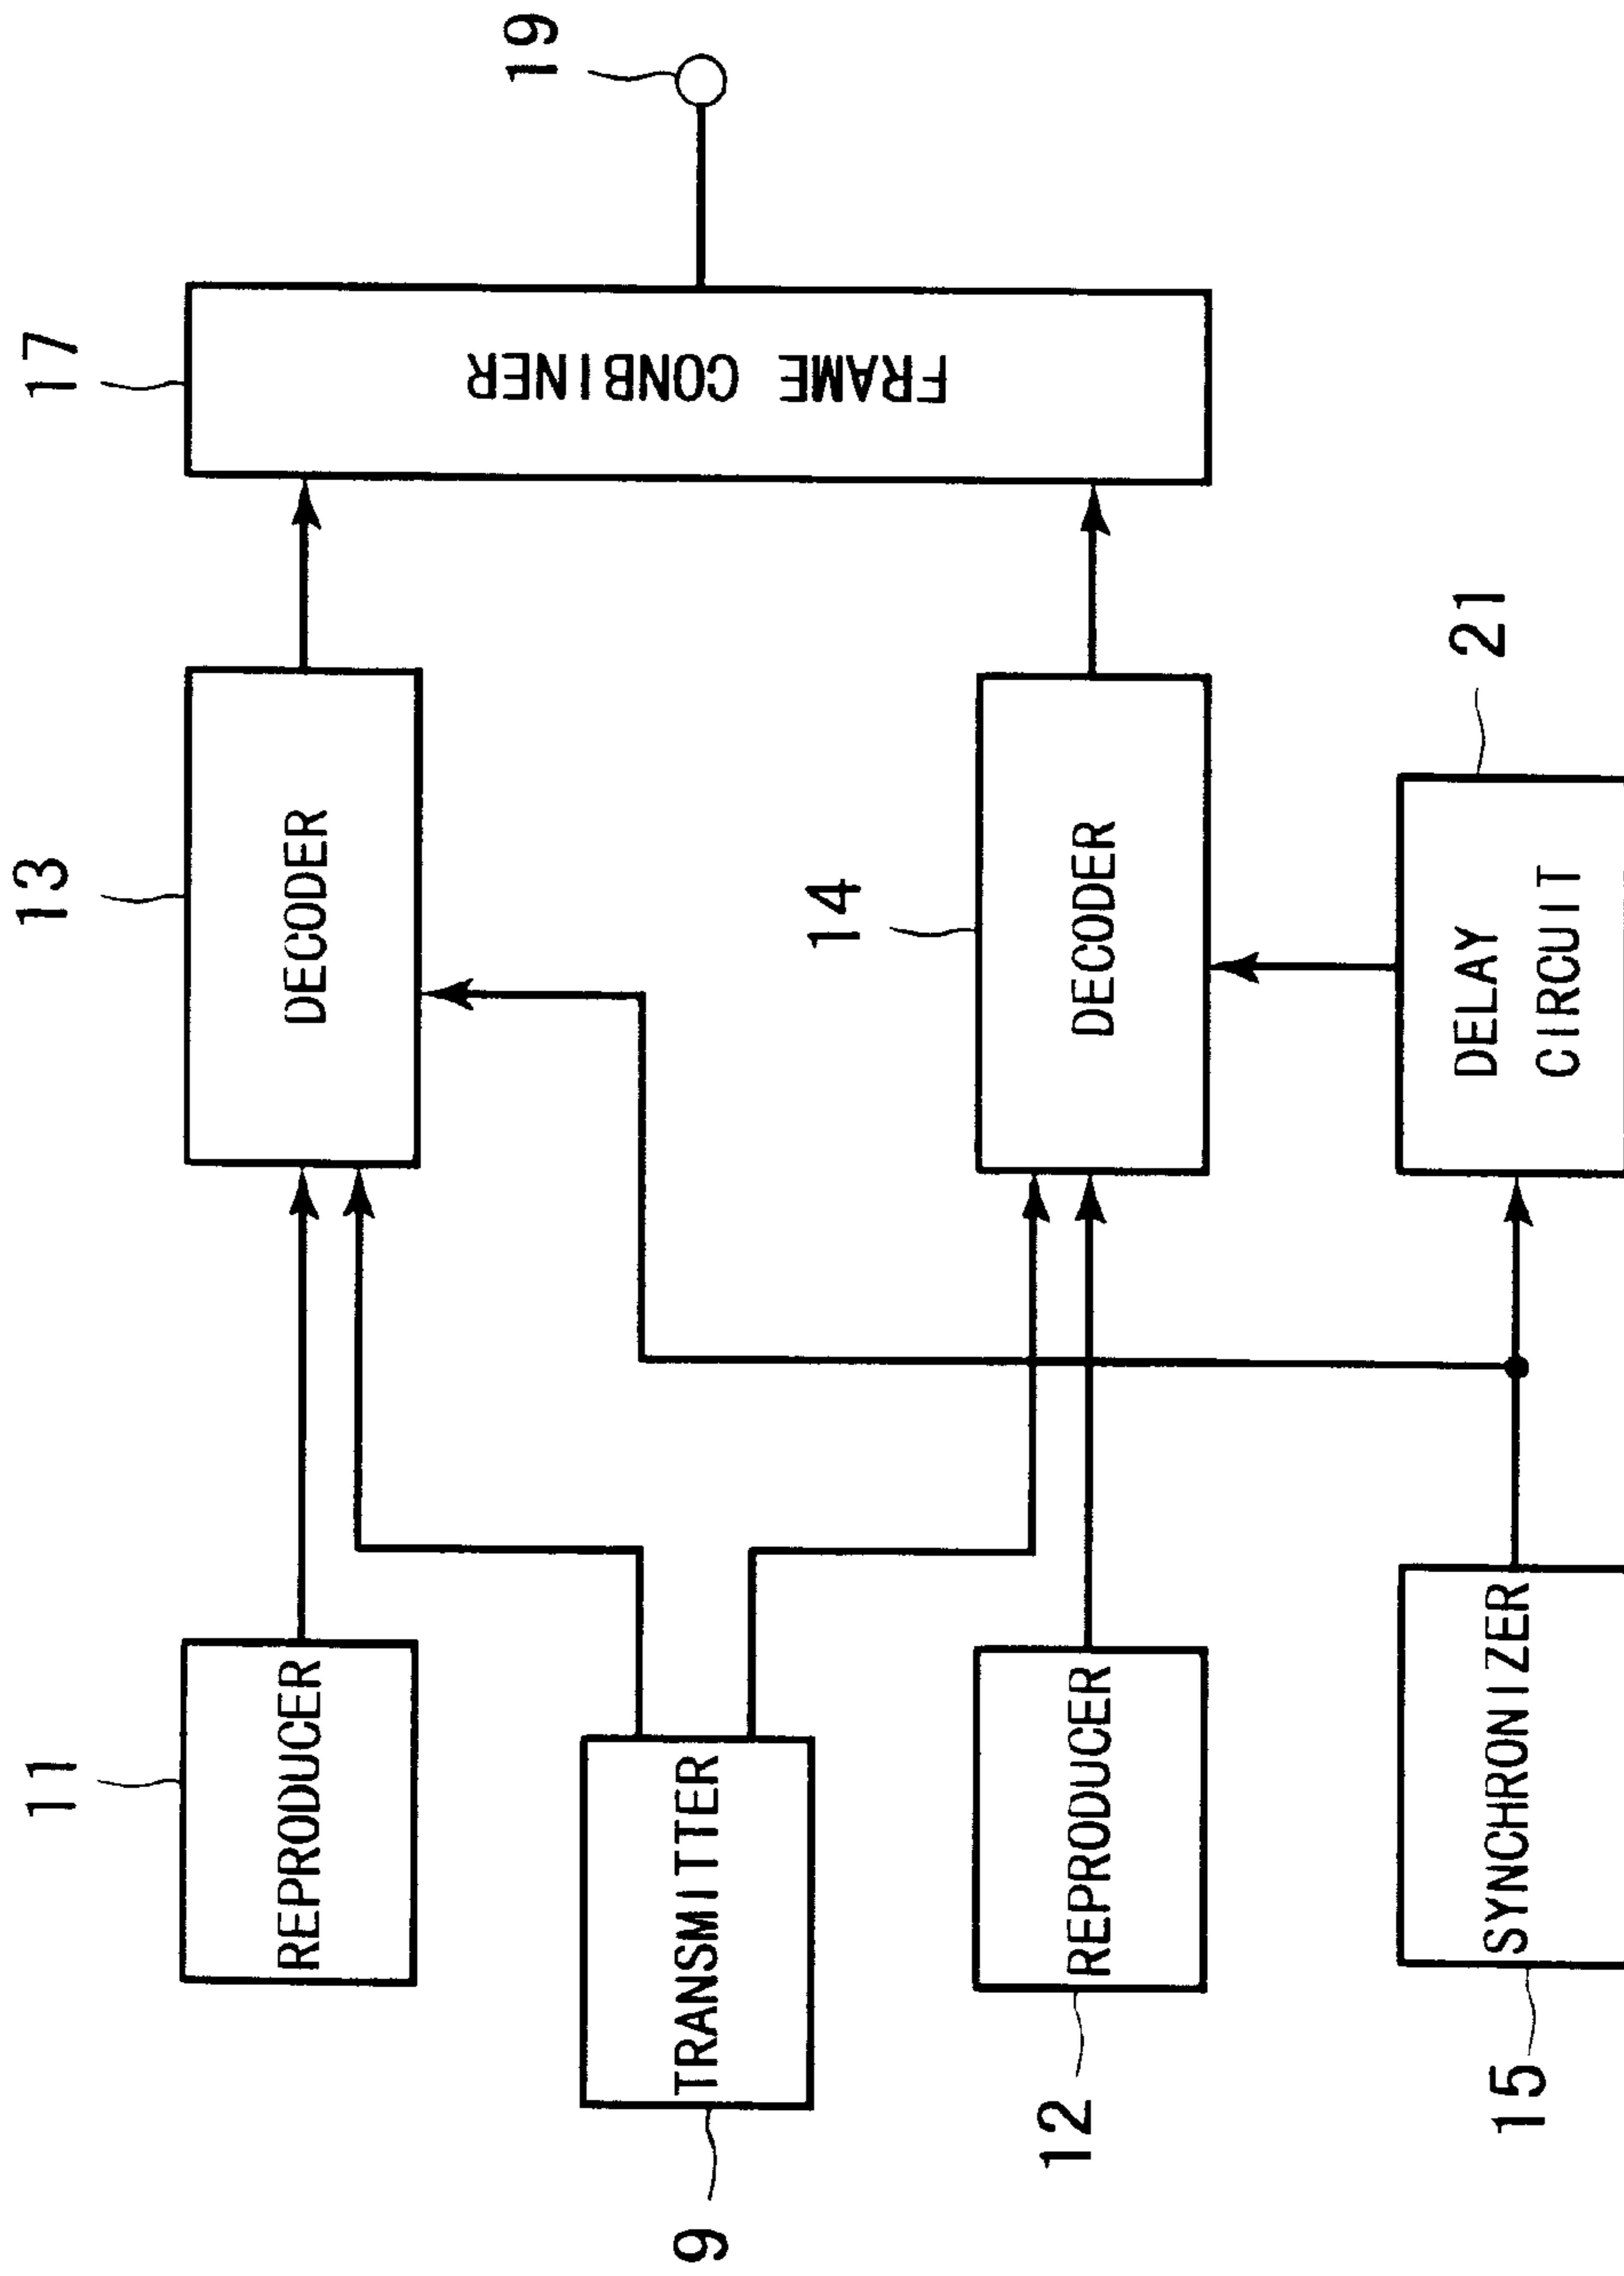 11
REPRODUCER
13
DECODER
17
FRAME CONBINER
19
9
TRANSMITTER
12
REPRODUCER
14
DECODER
15
SYNCHRONIZER
21
DELAY
CIRCUIT